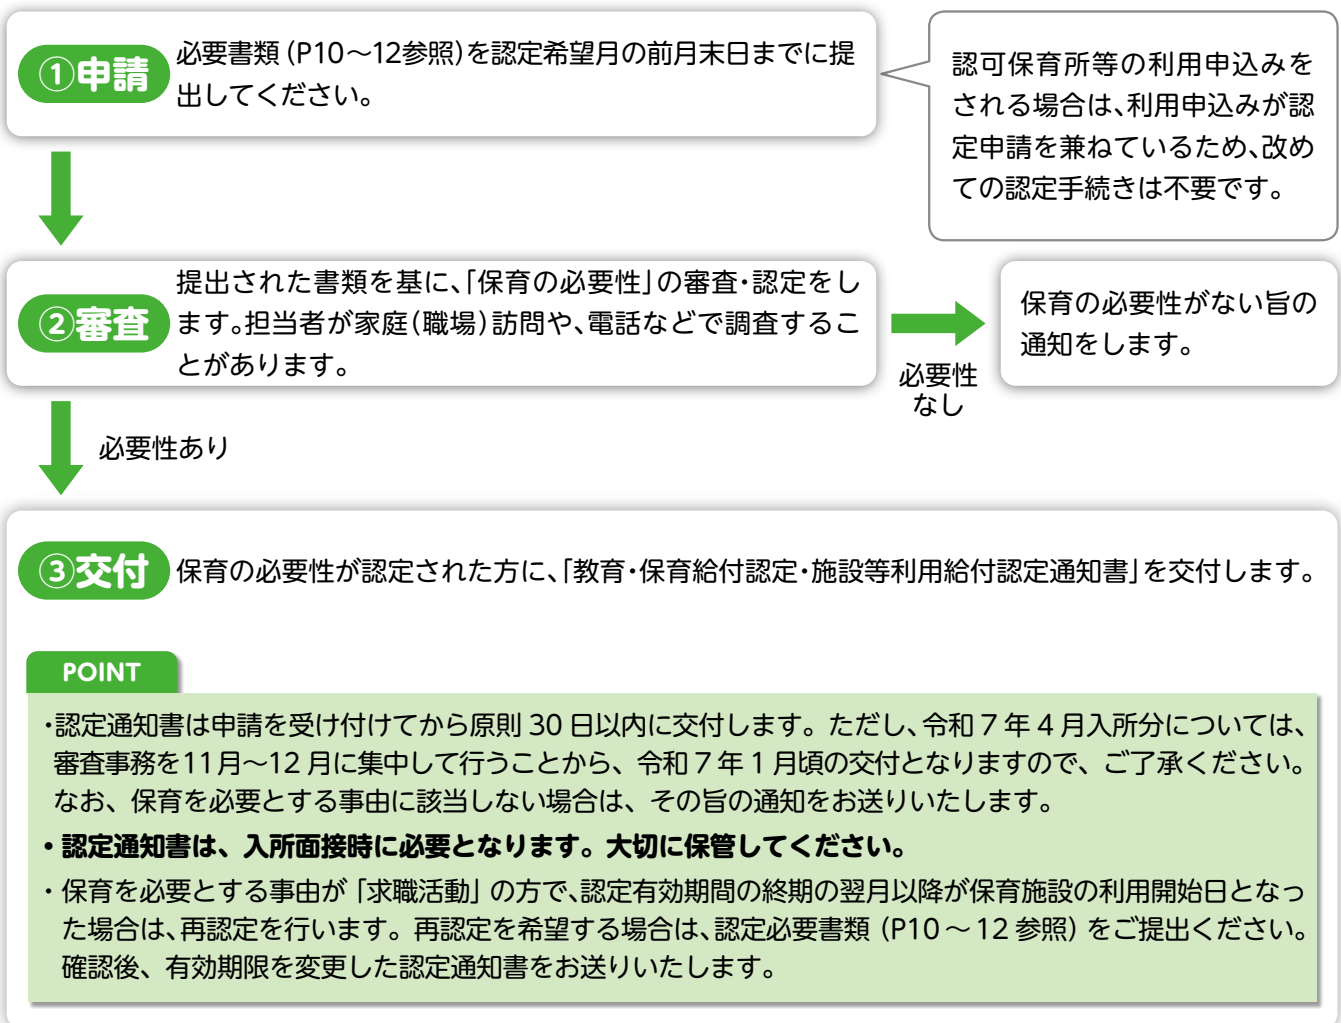 ①申請
必要書類（P10～12参照）を認定希望月の前月末日までに提
出してください。
認可保育所等の利用申込みを
される場合は、利用申込みが認
定申請を兼ねているため、改め
ての認定手続きは不要です。
②審査
提出された書類を基に、「保育の必要性」の審査・認定をし
ます。担当者が家庭（職場）訪問や、電話などで調査するこ
とがあります。
必要性
なし
保育の必要性がない旨の
通知をします。
必要性あり
③交付
保育の必要性が認定された方に、「教育・保育給付認定・施設等利用給付認定通知書」を交付します。
POINT
・認定通知書は申請を受け付けてから原則 30 日以内に交付します。ただし、令和 7 年 4 月入所分については、
審査事務を11月～12 月に集中して行うことから、令和 7 年 1 月頃の交付となりますので、ご了承ください。
なお、保育を必要とする事由に該当しない場合は、その旨の通知をお送りいたします。
・認定通知書は、入所面接時に必要となります。大切に保管してください。
・保育を必要とする事由が「求職活動」の方で、認定有効期間の終期の翌月以降が保育施設の利用開始日となっ
た場合は、再認定を行います。再認定を希望する場合は、認定必要書類（P10 ～ 12 参照）をご提出ください。
確認後、有効期限を変更した認定通知書をお送りいたします。